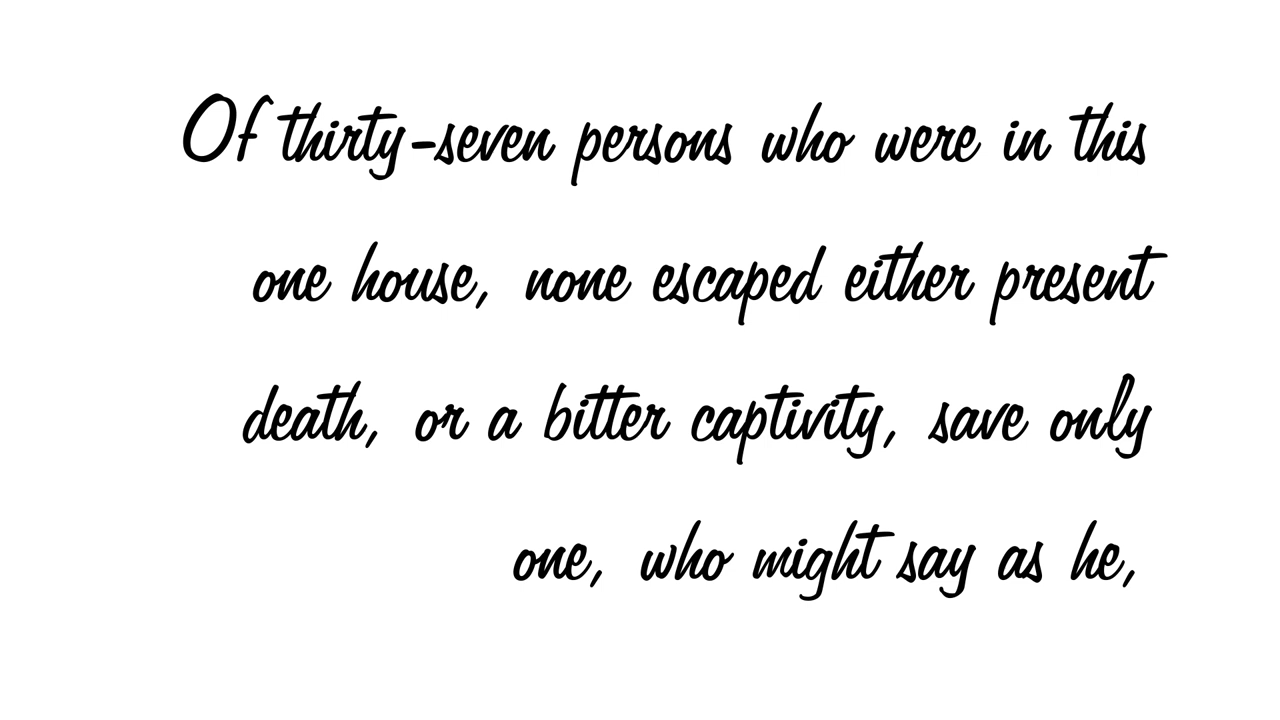 Of thirty-seven persons who were in this
one house, none escaped either present
death, or a bitter captivity, save only
one, who might say as he,